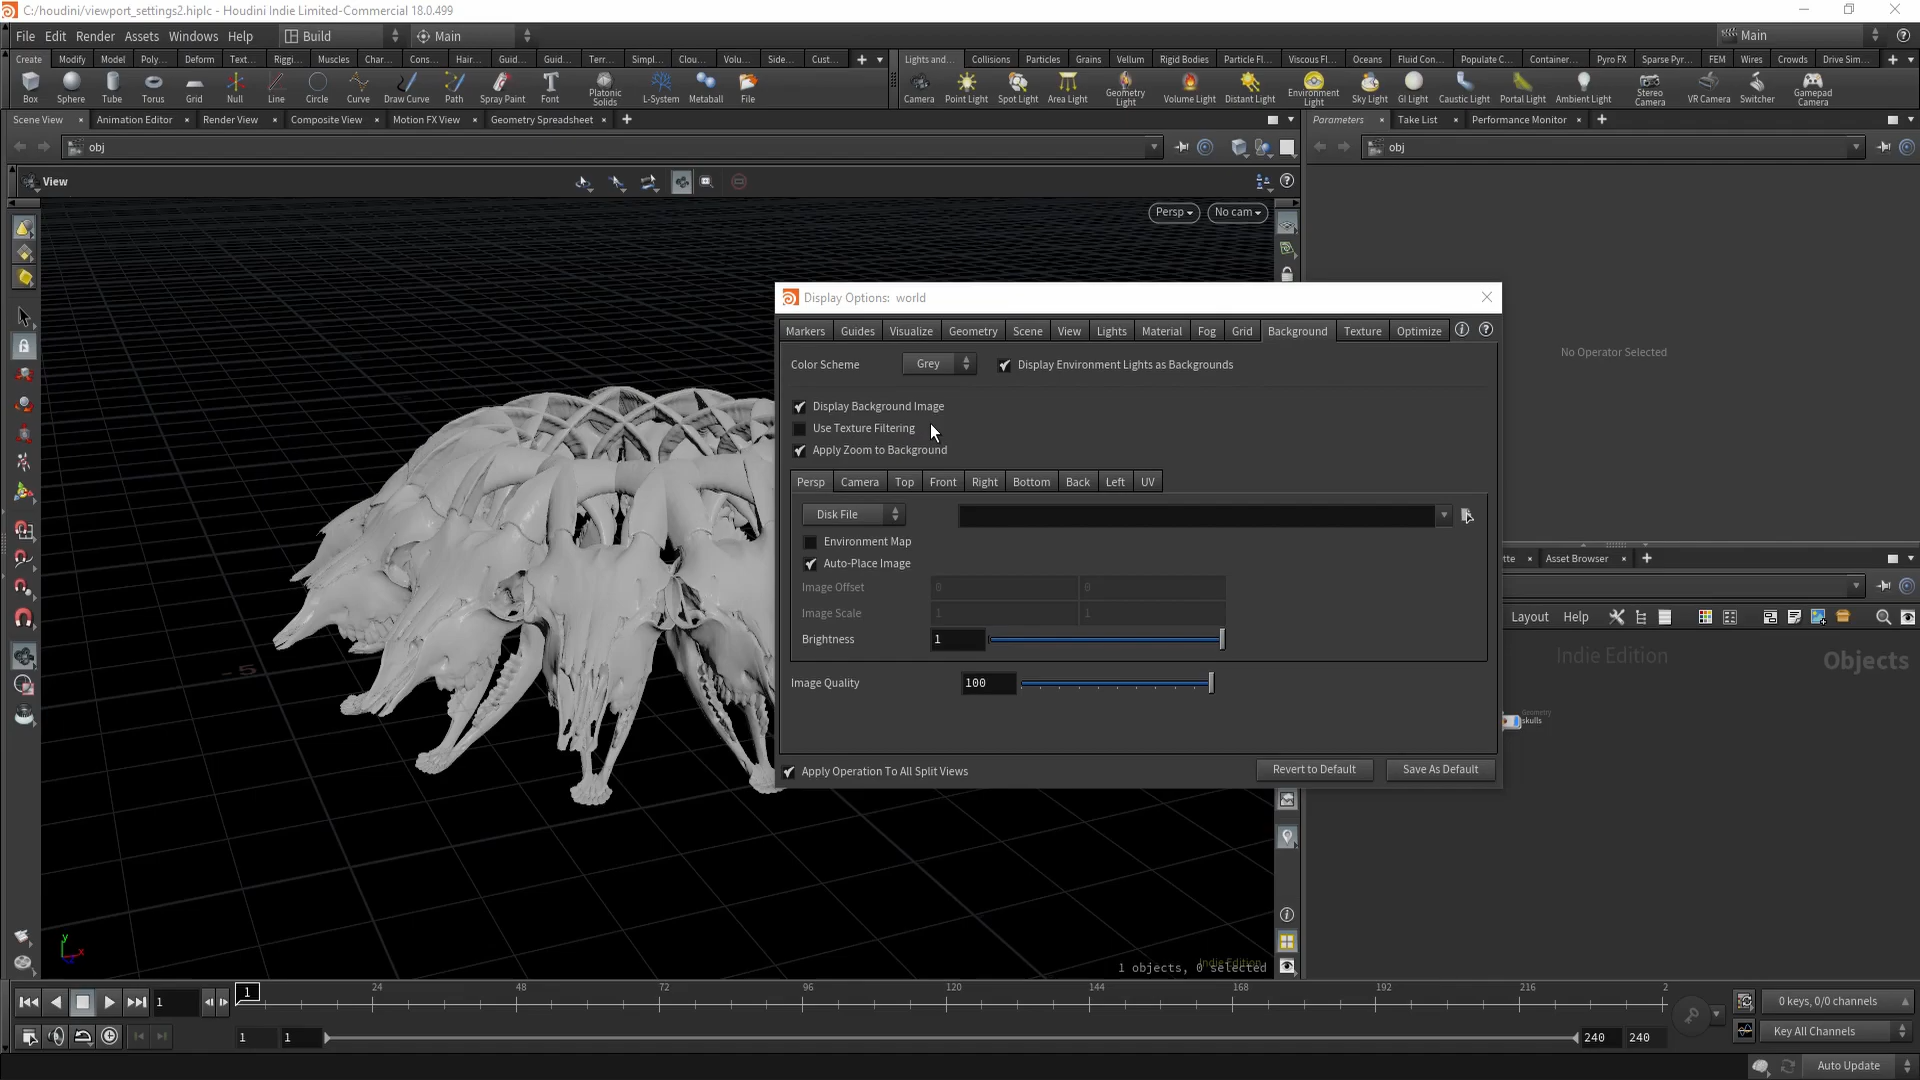 C:/houdini/viewport_settings2.hiplc - Houdini Indie Limited-Commercial 18.0.499
File Edit Render Assets Windows Help Build Main Main
Create Modify Model Poly... Deform Text... Riggi... Muscles Char... Cons... Hair... Guid... Guid... Terr... Simpl... Clou... Volu... Side... Cust...
Lights and... Collisions Particles Grains Vellum Rigid Bodies Particle Fl... Viscous Fl... Oceans Fluid Con... Populate C... Container... Pyro FX Sparse Pyr... FEM Wires Crowds Drive Sim...
Box Sphere Tube Torus Grid Null Line Circle Curve Draw Curve Path Spray Paint Font Platonic Solids L-System Metaball File
Camera Point Light Spot Light Area Light Geometry Light Volume Light Distant Light Environment Light Sky Light GI Light Caustic Light Portal Light Ambient Light Stereo Camera VR Camera Switcher Gamepad Camera
Scene View Animation Editor Render View Composite View Motion FX View Geometry Spreadsheet
Parameters Take List Performance Monitor
obj
obj
View
Persp No cam
No Operator Selected
Display Options: world
Markers Guides Visualize Geometry Scene View Lights Material Fog Grid Background Texture Optimize
Color Scheme Grey Display Environment Lights as Backgrounds
Display Background Image
Use Texture Filtering
Apply Zoom to Background
Persp Camera Top Front Right Bottom Back Left UV
Disk File
Environment Map
Auto-Place Image
Image Offset 0 0
Image Scale 1 1
Brightness 1
Image Quality 100
Apply Operation To All Split Views Revert to Default Save As Default
tte Asset Browser
Layout Help
Indie Edition Objects
Geometry
skulls
-5
y
x
Indie Edition
1 objects, 0 selected
1 1 24 48 72 96 120 144 168 192 216 2
0 keys, 0/0 channels
1 1 240 240
Key All Channels
Auto Update